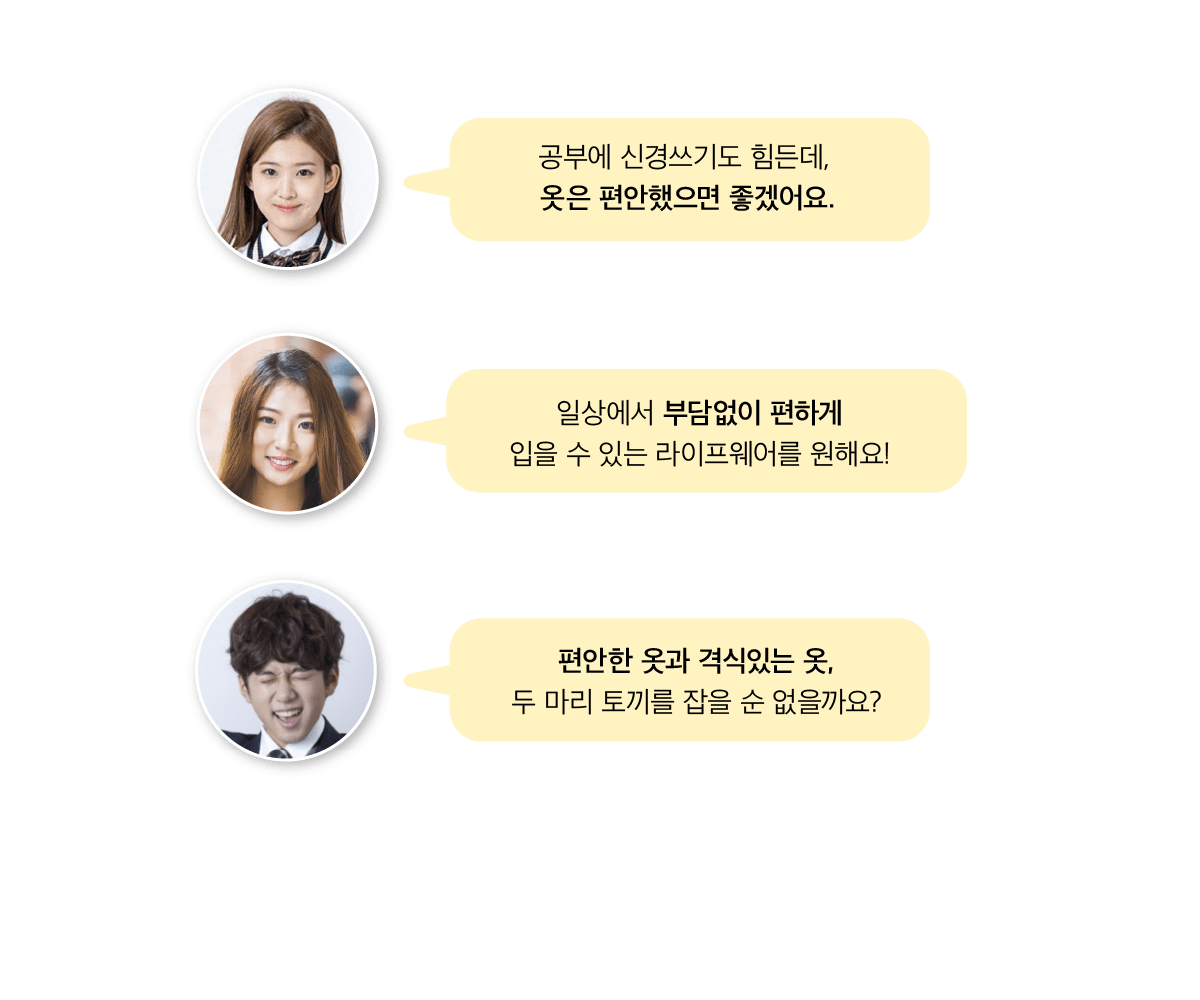 공부에 신경쓰기도 힘든데,
옷은 편안했으면 좋겠어요.
일상에서 부담없이 편하게
입을 수 있는 라이프웨어를 원해요!
편안한 옷과 격식있는 옷,
두 마리 토끼를 잡을 순 없을까요?